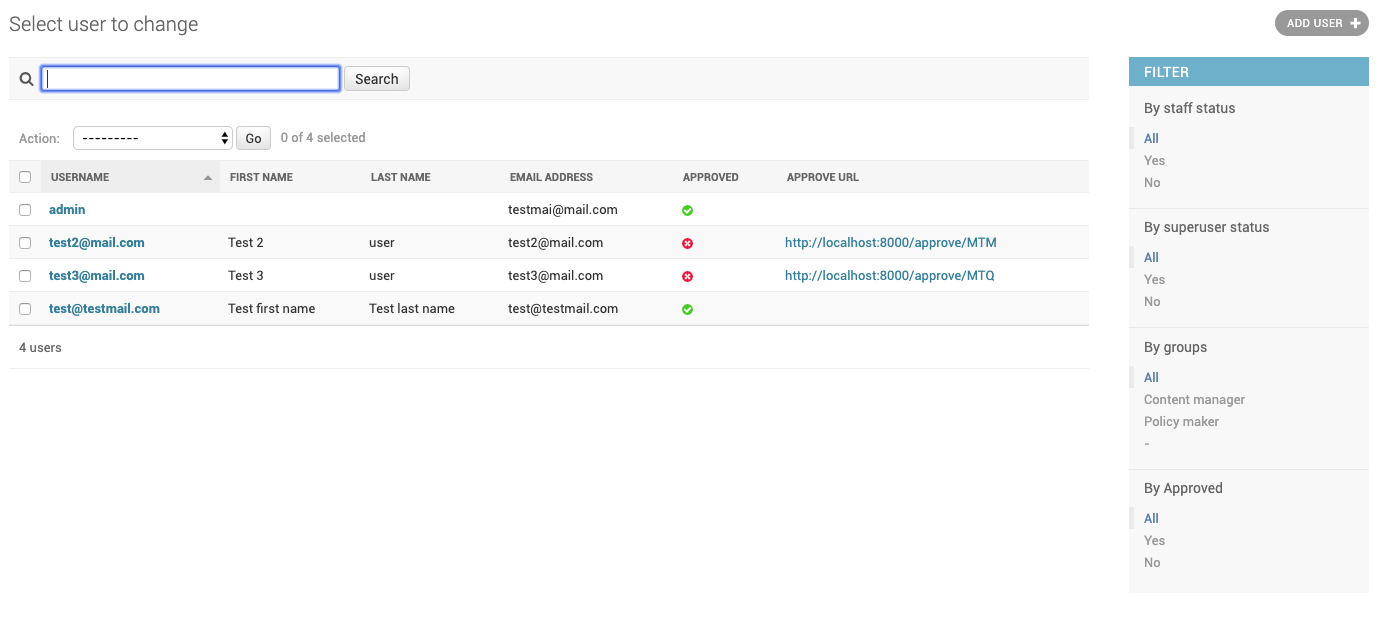 Select user to change
ADD USER
Search
Action: --------- Go 0 of 4 selected
USERNAME FIRST NAME LAST NAME EMAIL ADDRESS APPROVED APPROVE URL
admin testmai@mail.com
test2@mail.com Test 2 user test2@mail.com http://localhost:8000/approve/MTM
test3@mail.com Test 3 user test3@mail.com http://localhost:8000/approve/MTQ
test@testmail.com Test first name Test last name test@testmail.com
4 users
FILTER
By staff status
All
Yes
No
By superuser status
All
Yes
No
By groups
All
Content manager
Policy maker
-
By Approved
All
Yes
No